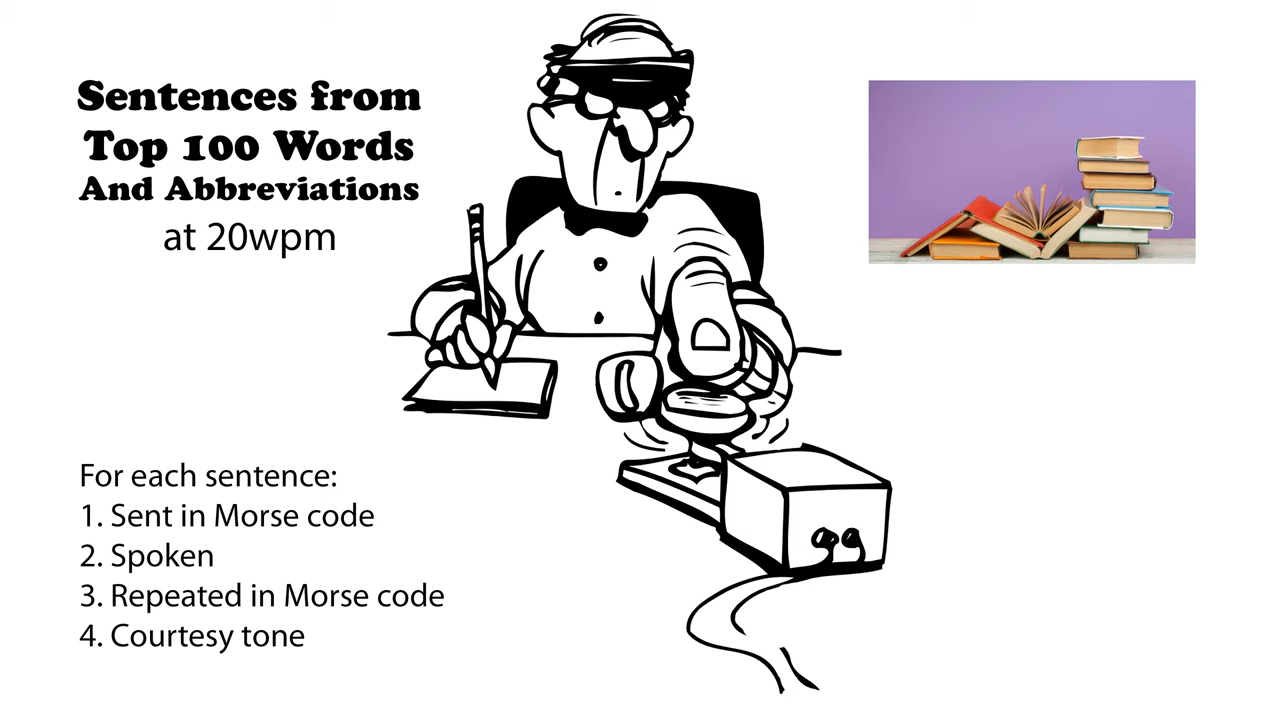 Sentences from
Top 100 Words
And Abbreviations
at 20wpm
For each sentence:
1. Sent in Morse code
2. Spoken
3. Repeated in Morse code
4. Courtesy tone